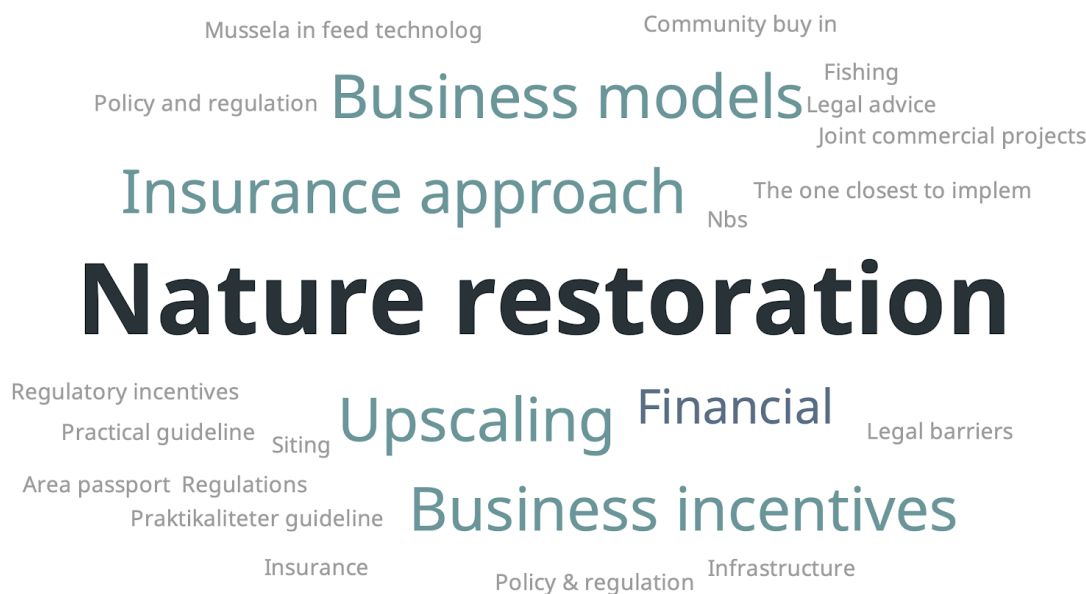 Mussela in feed technolog
Community buy in
Policy and regulation
Business models
Fishing
Legal advice
Joint commercial projects
Insurance approach
Nbs
The one closest to implem
Nature restoration
Regulatory incentives
Practical guideline
Siting
Upscaling
Financial
Legal barriers
Area passport
Regulations
Praktikaliteter guideline
Business incentives
Insurance
Policy & regulation
Infrastructure